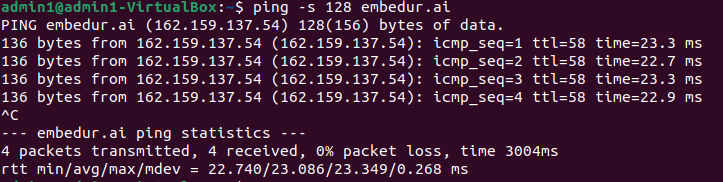 admin1@admin1-VirtualBox:~$ ping -s 128 embedur.ai
PING embedur.ai (162.159.137.54) 128(156) bytes of data.
136 bytes from 162.159.137.54 (162.159.137.54): icmp_seq=1 ttl=58 time=23.3 ms
136 bytes from 162.159.137.54 (162.159.137.54): icmp_seq=2 ttl=58 time=22.7 ms
136 bytes from 162.159.137.54 (162.159.137.54): icmp_seq=3 ttl=58 time=23.3 ms
136 bytes from 162.159.137.54 (162.159.137.54): icmp_seq=4 ttl=58 time=22.9 ms
^C
--- embedur.ai ping statistics ---
4 packets transmitted, 4 received, 0% packet loss, time 3004ms
rtt min/avg/max/mdev = 22.740/23.086/23.349/0.268 ms